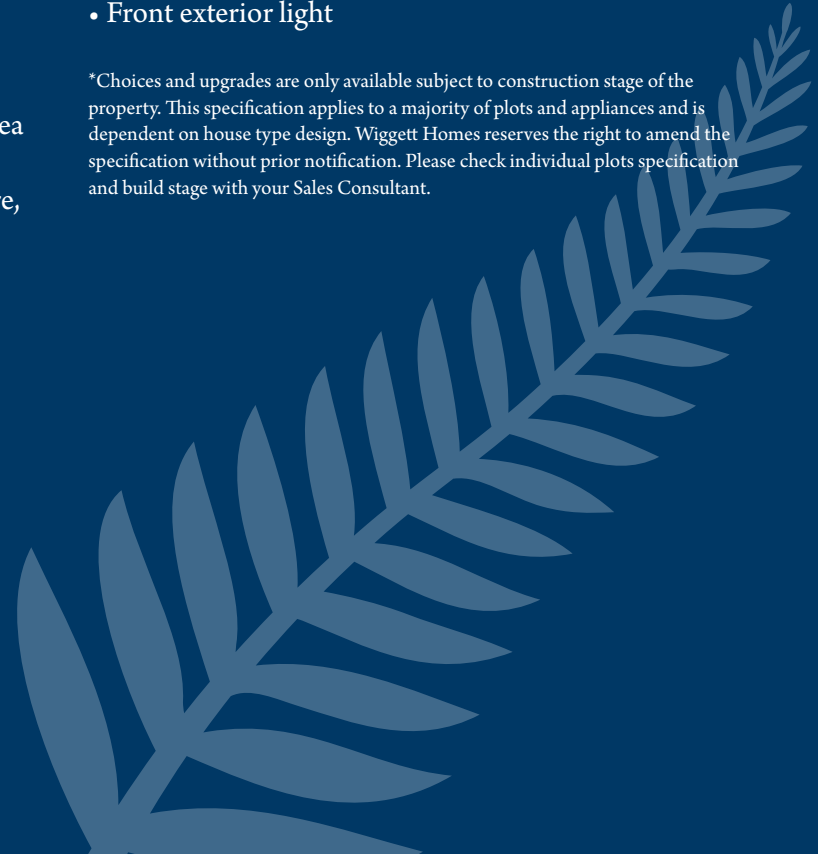 • Front exterior light
*Choices and upgrades are only available subject to construction stage of the
property. This specification applies to a majority of plots and appliances and is
dependent on house type design. Wiggett Homes reserves the right to amend the
specification without prior notification. Please check individual plots specification
and build stage with your Sales Consultant.